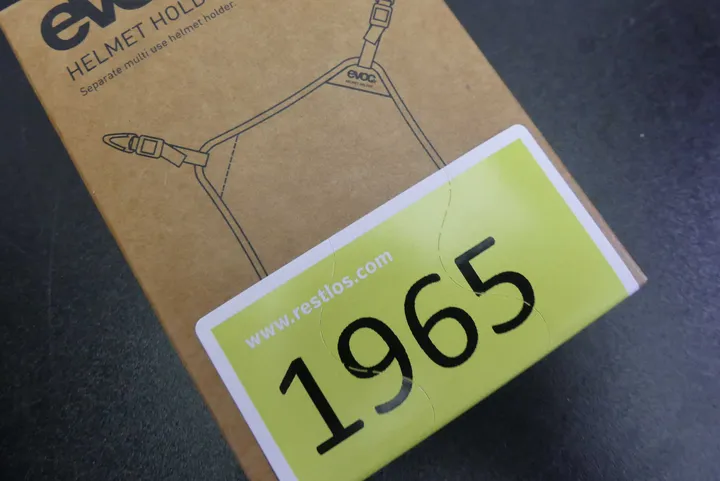 evoc
HELMET HOLD
Separate multi use helmet holder.
evoc
www.restlos.com
1965